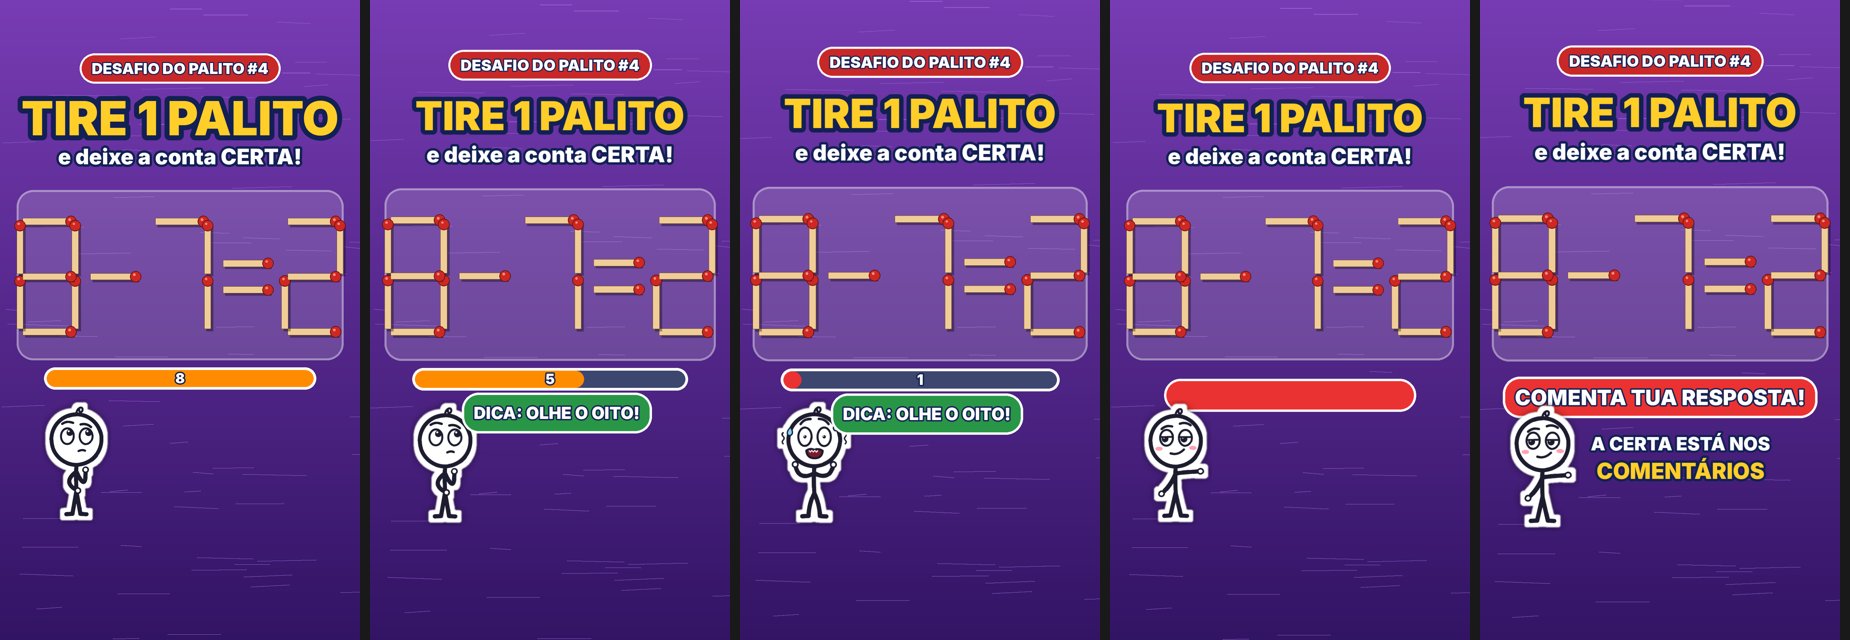 DESAFIO DO PALITO #4
TIRE 1 PALITO
e deixe a conta CERTA!
8 - 7 = 2
8
DESAFIO DO PALITO #4
TIRE 1 PALITO
e deixe a conta CERTA!
8 - 7 = 2
5
DICA: OLHE O OITO!
DESAFIO DO PALITO #4
TIRE 1 PALITO
e deixe a conta CERTA!
8 - 7 = 2
1
DICA: OLHE O OITO!
DESAFIO DO PALITO #4
TIRE 1 PALITO
e deixe a conta CERTA!
8 - 7 = 2
DESAFIO DO PALITO #4
TIRE 1 PALITO
e deixe a conta CERTA!
8 - 7 = 2
COMENTA TUA RESPOSTA!
A CERTA ESTÁ NOS
COMENTÁRIOS